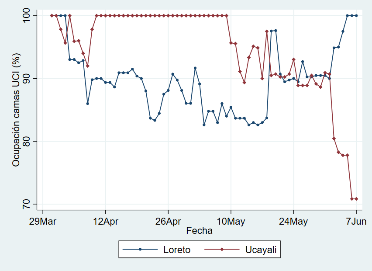 Ocupación camas UCI (%)
100
90
80
70
29Mar 12Apr 26Apr 10May 24May 7Jun
Fecha
Loreto Ucayali